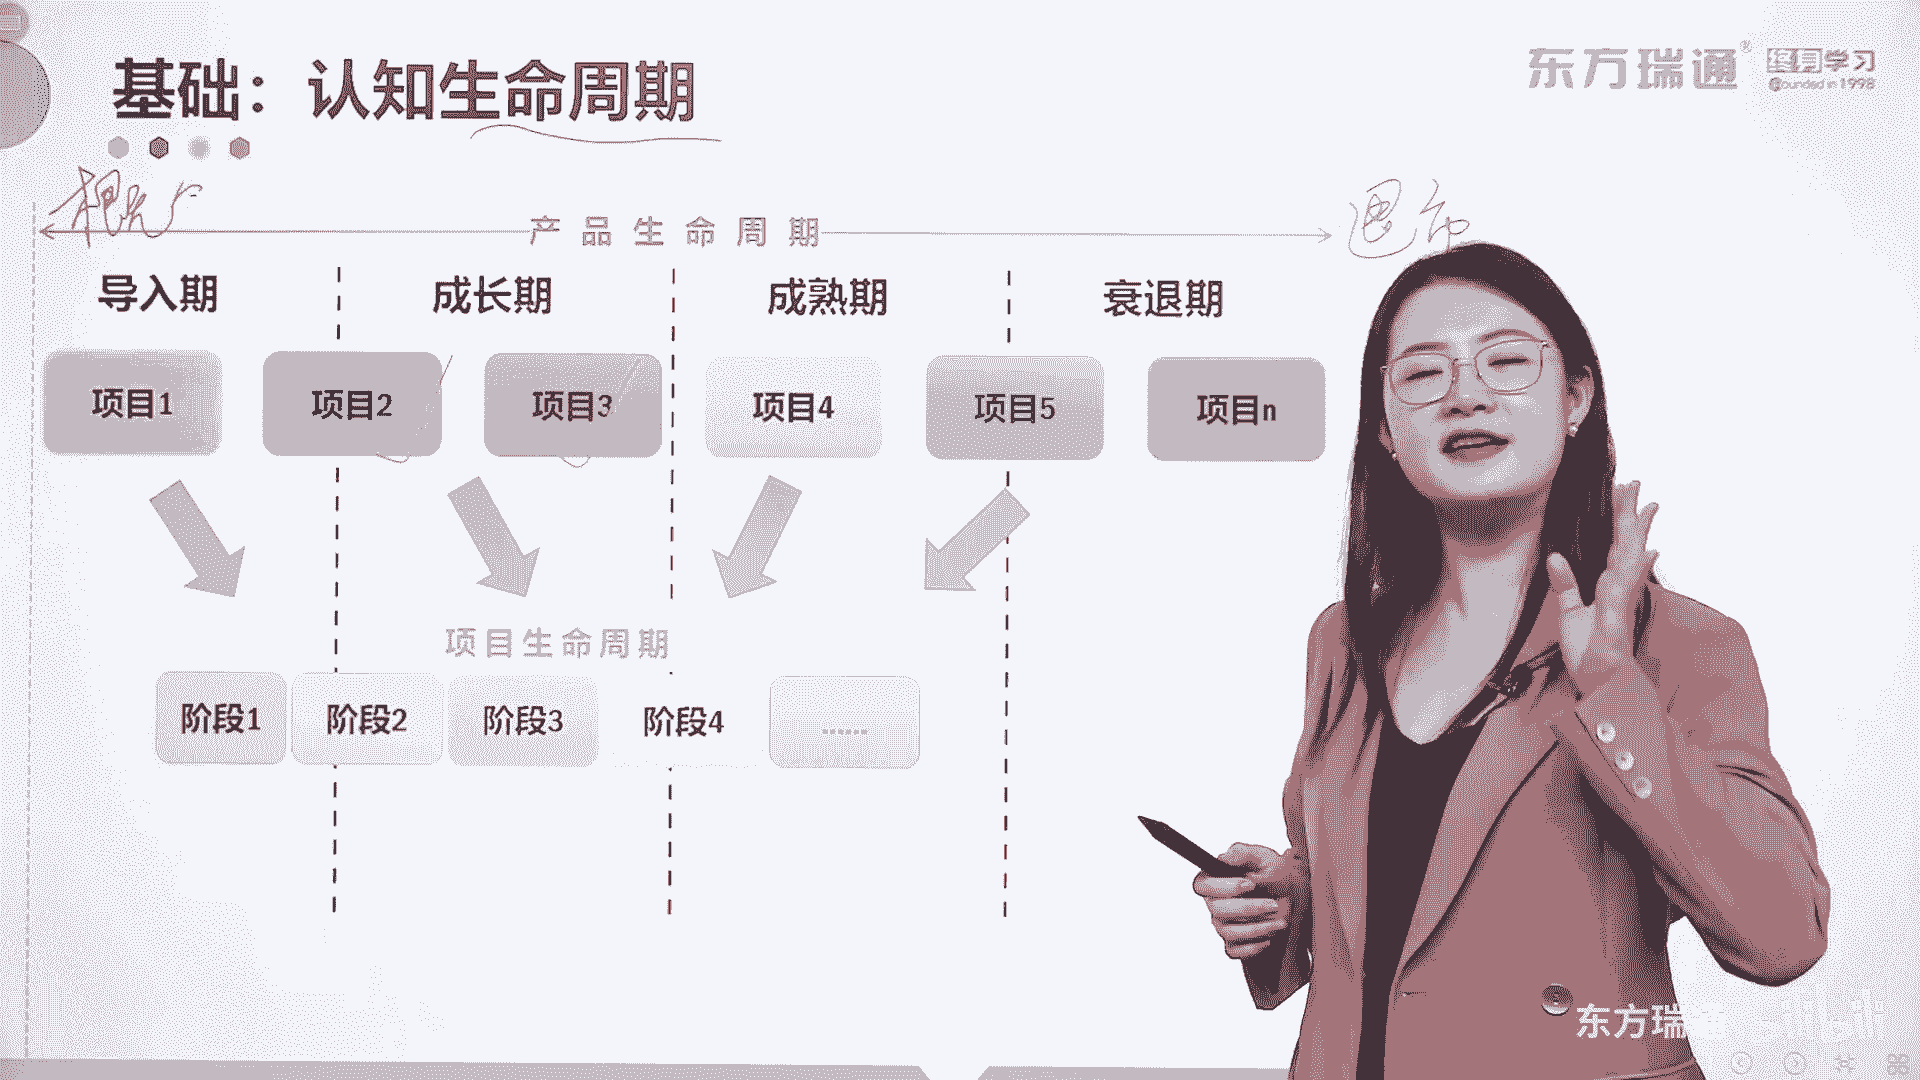 基础：认知生命周期
东方瑞通®
终身学习
Founded in 1998
概念
退市
产品生命周期
导入期 成长期 成熟期 衰退期
项目1 项目2 项目3 项目4 项目5 项目n
项目生命周期
阶段1 阶段2 阶段3 阶段4 ......
东方瑞